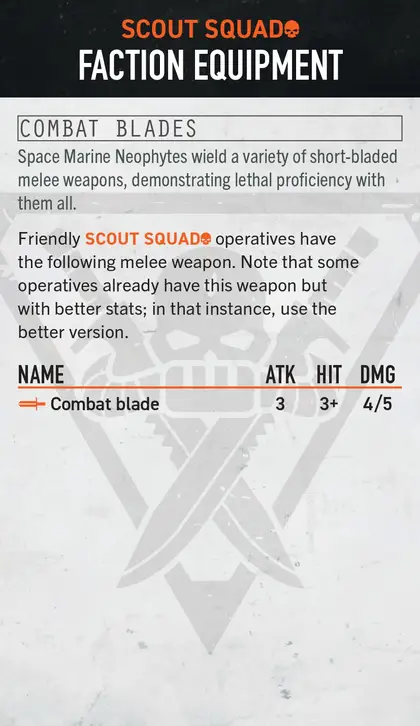 SCOUT SQUAD
FACTION EQUIPMENT
COMBAT BLADES
Space Marine Neophytes wield a variety of short-bladed
melee weapons, demonstrating lethal proficiency with
them all.
Friendly SCOUT SQUAD operatives have
the following melee weapon. Note that some
operatives already have this weapon but
with better stats; in that instance, use the
better version.
NAME ATK HIT DMG
Combat blade 3 3+ 4/5